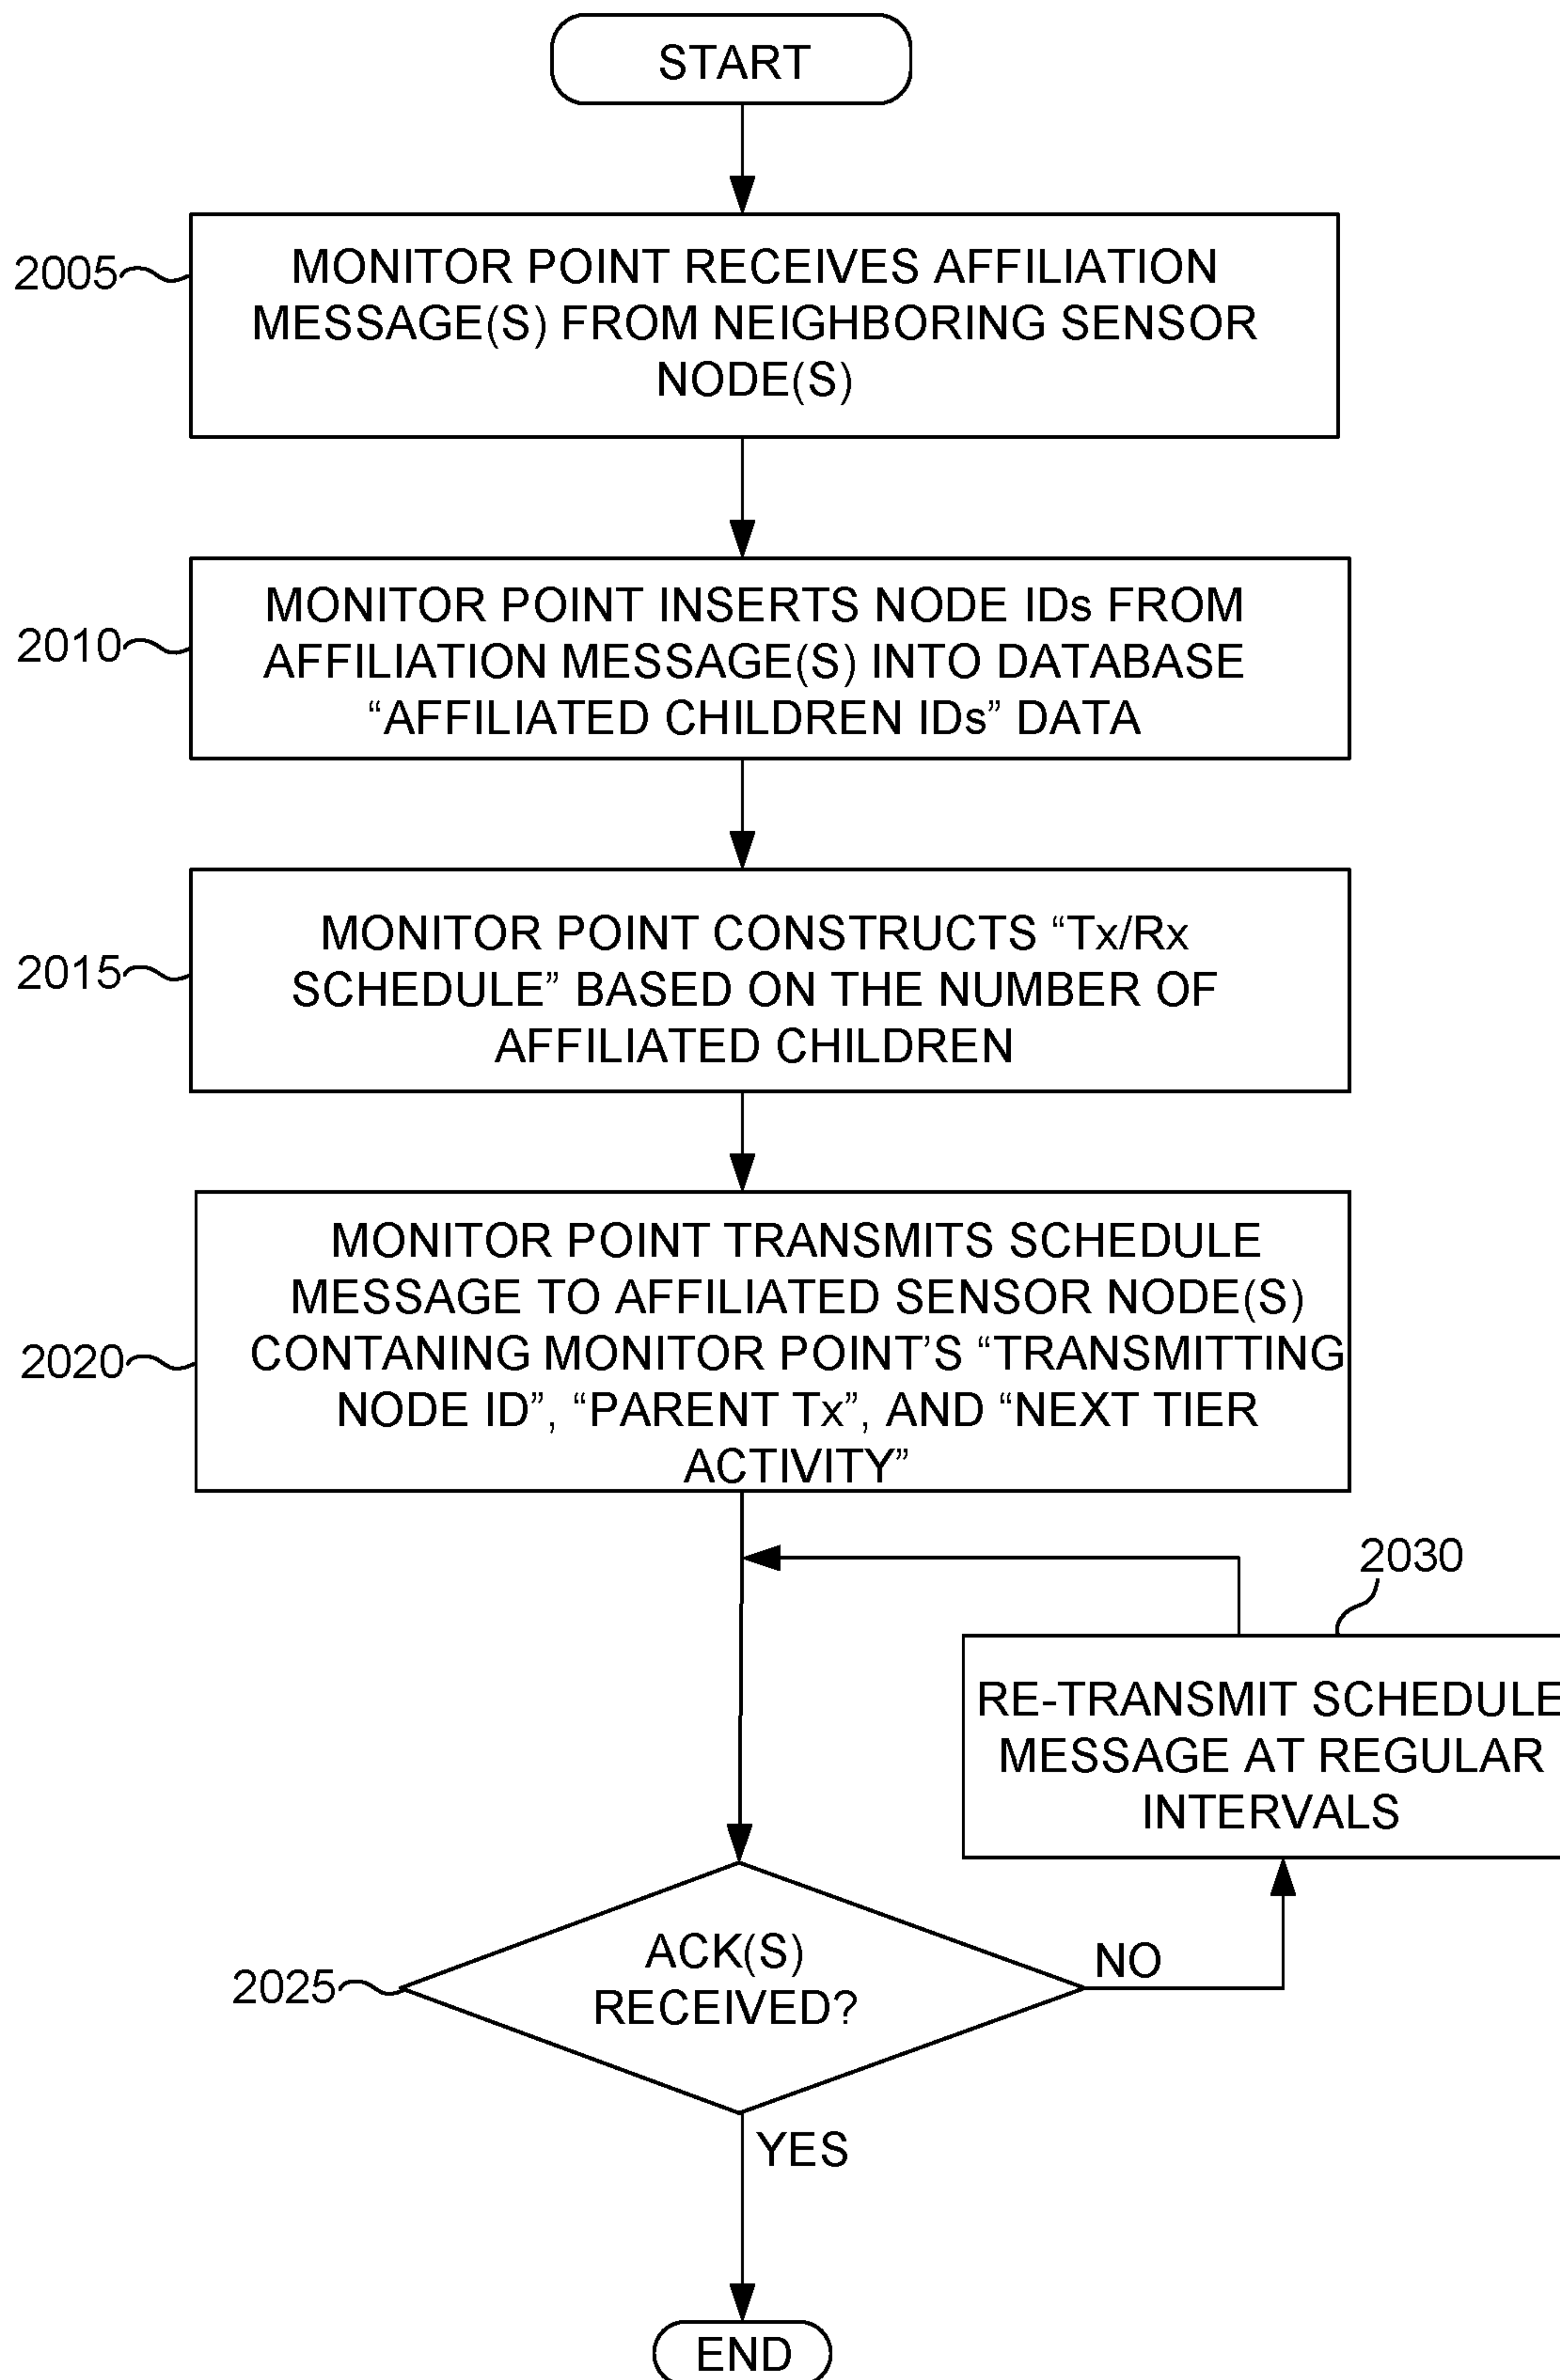 START
2005
MONITOR POINT RECEIVES AFFILIATION
MESSAGE(S) FROM NEIGHBORING SENSOR
NODE(S)
2010
MONITOR POINT INSERTS NODE IDs FROM
AFFILIATION MESSAGE(S) INTO DATABASE
“AFFILIATED CHILDREN IDs” DATA
2015
MONITOR POINT CONSTRUCTS “Tx/Rx
SCHEDULE” BASED ON THE NUMBER OF
AFFILIATED CHILDREN
2020
MONITOR POINT TRANSMITS SCHEDULE
MESSAGE TO AFFILIATED SENSOR NODE(S)
CONTANING MONITOR POINT’S “TRANSMITTING
NODE ID”, “PARENT Tx”, AND “NEXT TIER
ACTIVITY”
2030
RE-TRANSMIT SCHEDULE
MESSAGE AT REGULAR
INTERVALS
2025
ACK(S)
RECEIVED?
NO
YES
END